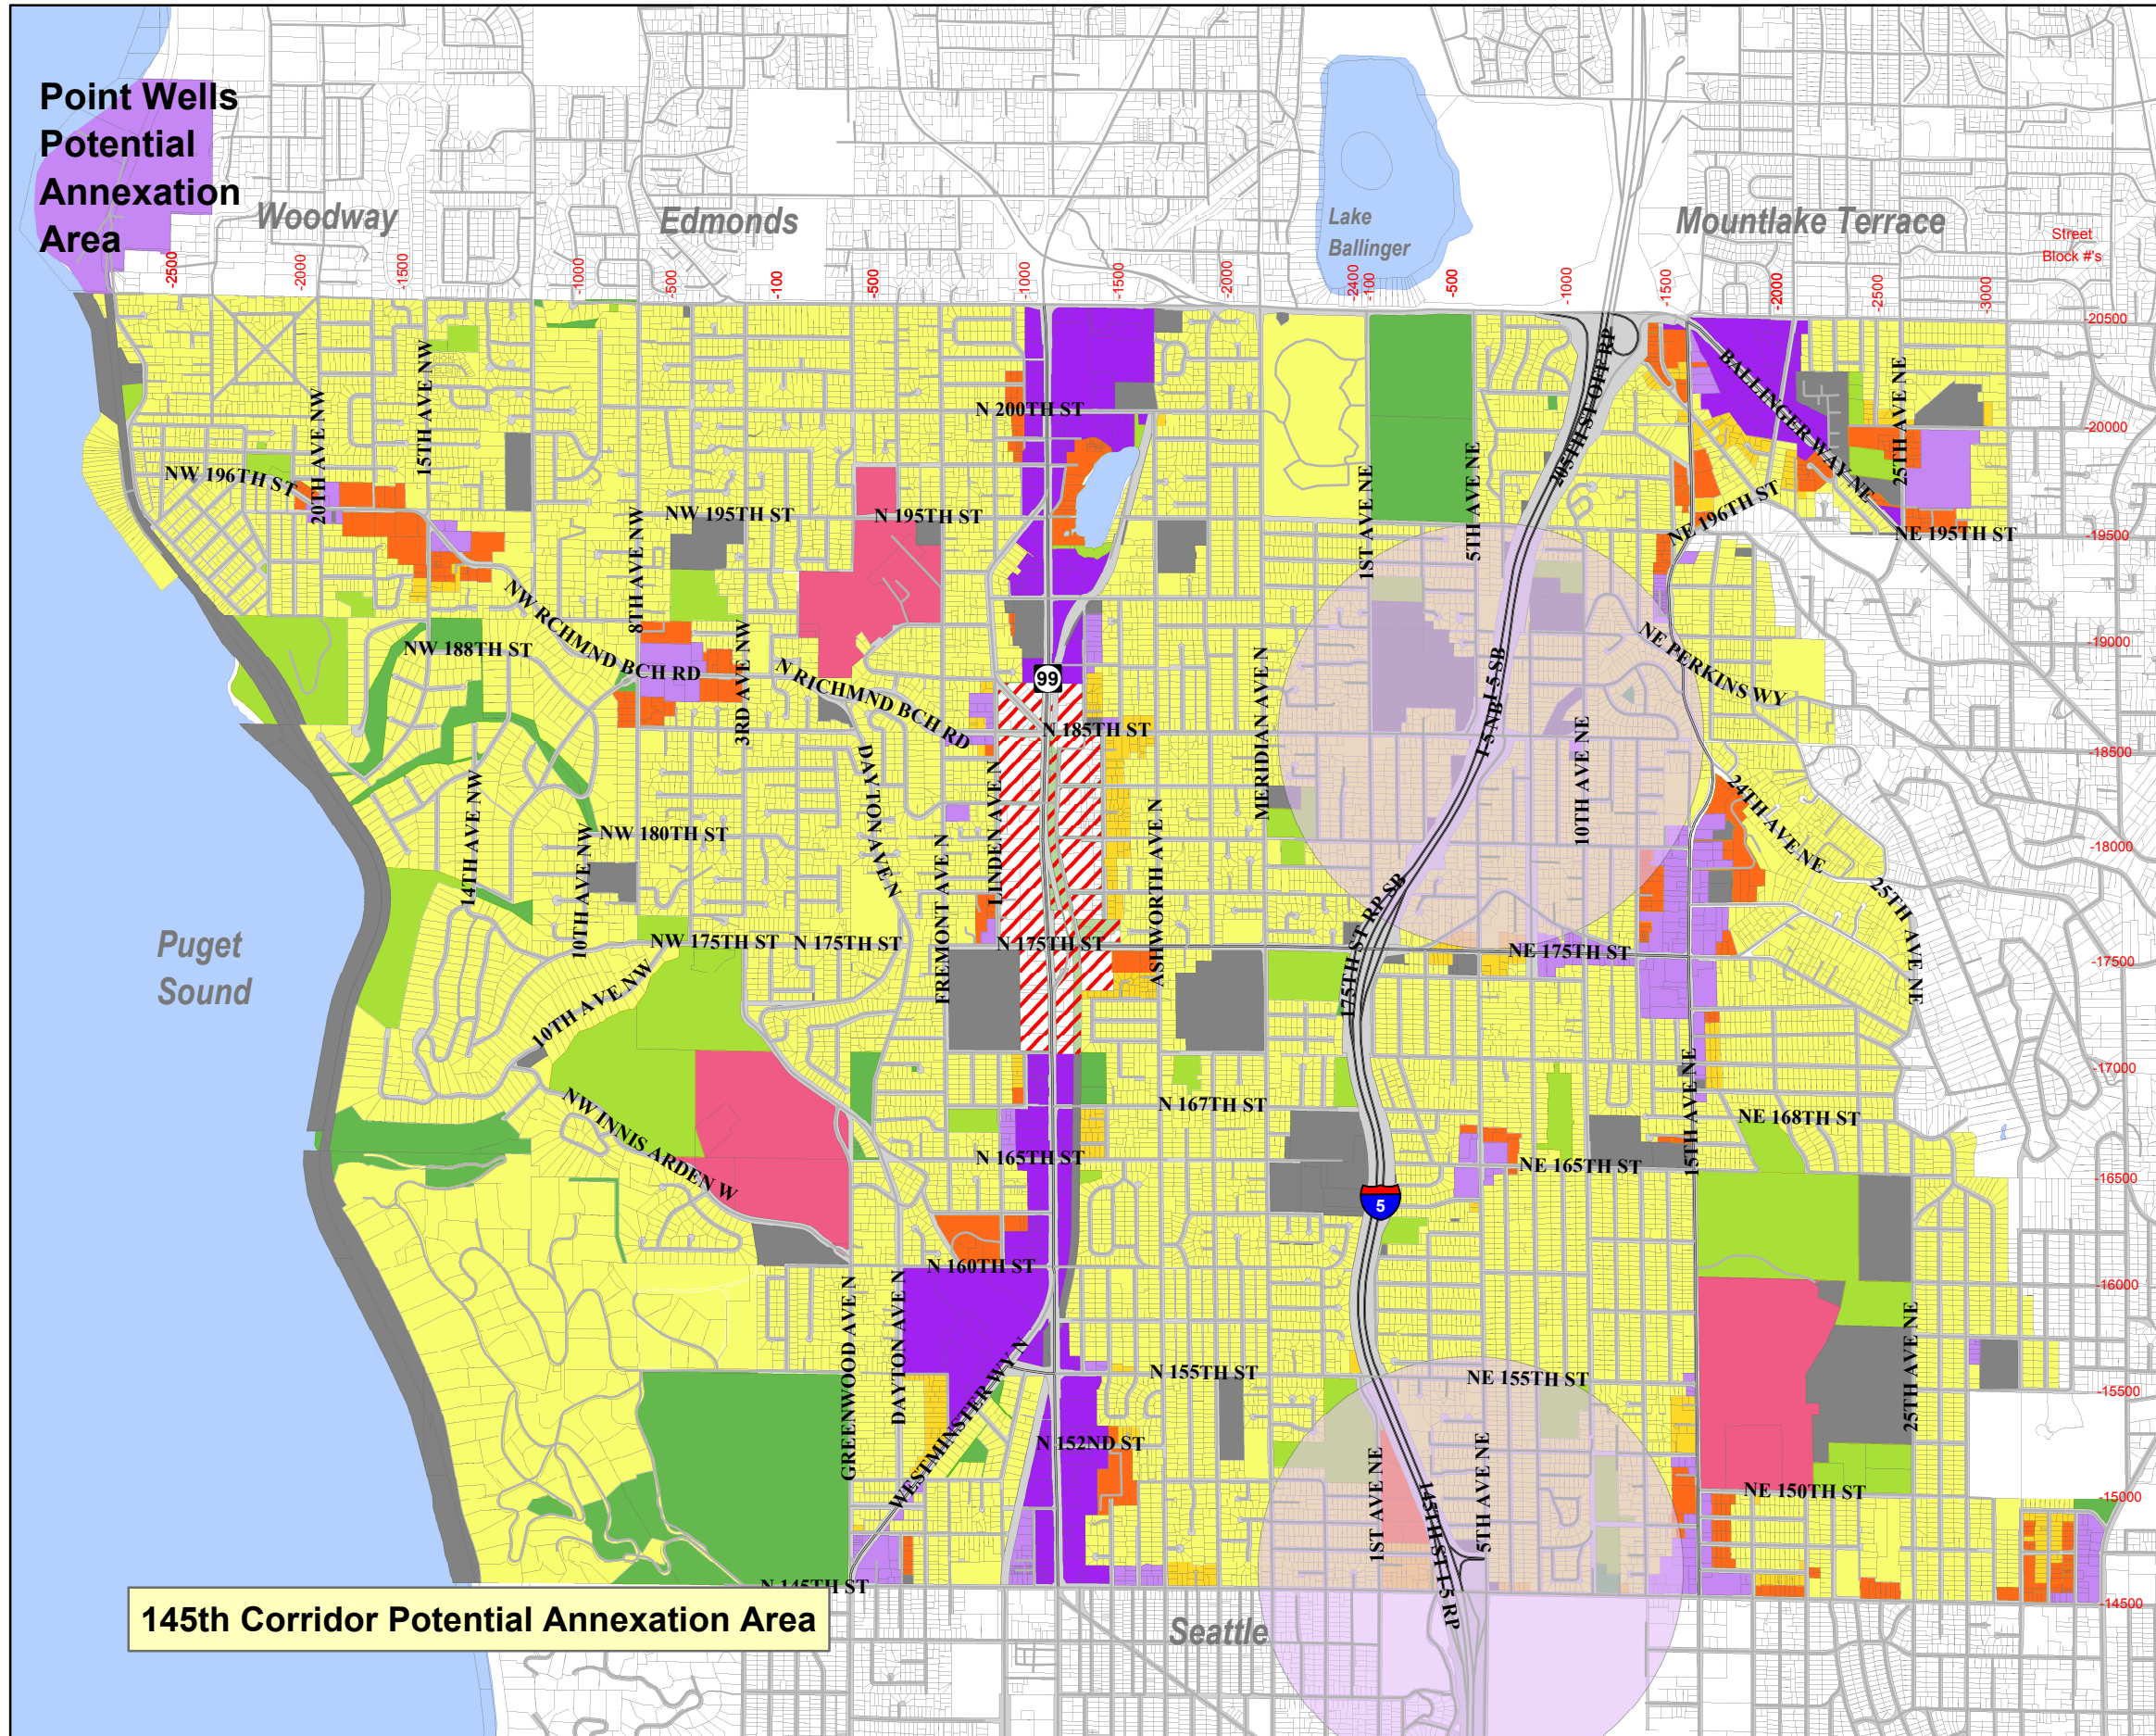 Point Wells
Potential
Annexation
Area
Woodway
Edmonds
Lake
Ballinger
Mountlake Terrace
Street
Block #'s
-2500
-2000
-1500
-1000
-500
-100
-500
-1000
-1500
-2000
-2400
-100
-500
-1000
-1500
-2000
-2500
-3000
-20500
-20000
-19500
-19000
-18500
-18000
-17500
-17000
-16500
-16000
-15500
-15000
-14500
205TH ST OFF RP
BALLINGER WAY NE
25TH AVE NE
N 200TH ST
15TH AVE NW
20TH AVE NW
NW 196TH ST
NW 195TH ST
N 195TH ST
1ST AVE NE
5TH AVE NE
NE 196TH ST
NE 195TH ST
8TH AVE NW
NW RCHMND BCH RD
NW 188TH ST
3RD AVE NW
N RICHMND BCH RD
99
N 185TH ST
MERIDIAN AVE N
I-5 SB
I-5 NB
10TH AVE NE
NE PERKINS WY
24TH AVE NE
25TH AVE NE
14TH AVE NW
10TH AVE NW
NW 180TH ST
DAYTON AVE N
FREMONT AVE N
LINDEN AVE N
ASHWORTH AVE N
175TH ST RP SB
NW 175TH ST
N 175TH ST
N 175TH ST
NE 175TH ST
Puget
Sound
10TH AVE NW
NW INNIS ARDEN W
N 167TH ST
15TH AVE NE
NE 168TH ST
N 165TH ST
NE 165TH ST
5
N 160TH ST
GREENWOOD AVE N
DAYTON AVE N
WESTMINSTER WY N
N 155TH ST
NE 155TH ST
25TH AVE NE
N 152ND ST
1ST AVE NE
145TH ST I-5 RP
5TH AVE NE
NE 150TH ST
N 145TH ST
145th Corridor Potential Annexation Area
Seattle